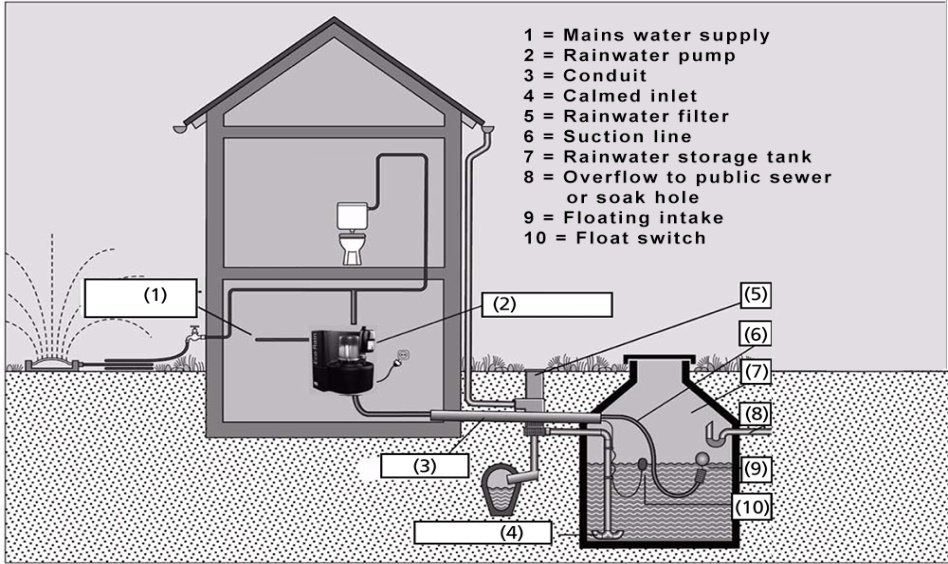 1 = Mains water supply
2 = Rainwater pump
3 = Conduit
4 = Calmed inlet
5 = Rainwater filter
6 = Suction line
7 = Rainwater storage tank
8 = Overflow to public sewer
or soak hole
9 = Floating intake
10 = Float switch
(1)
(2)
(5)
(6)
(7)
(8)
(3)
(9)
(10)
(4)